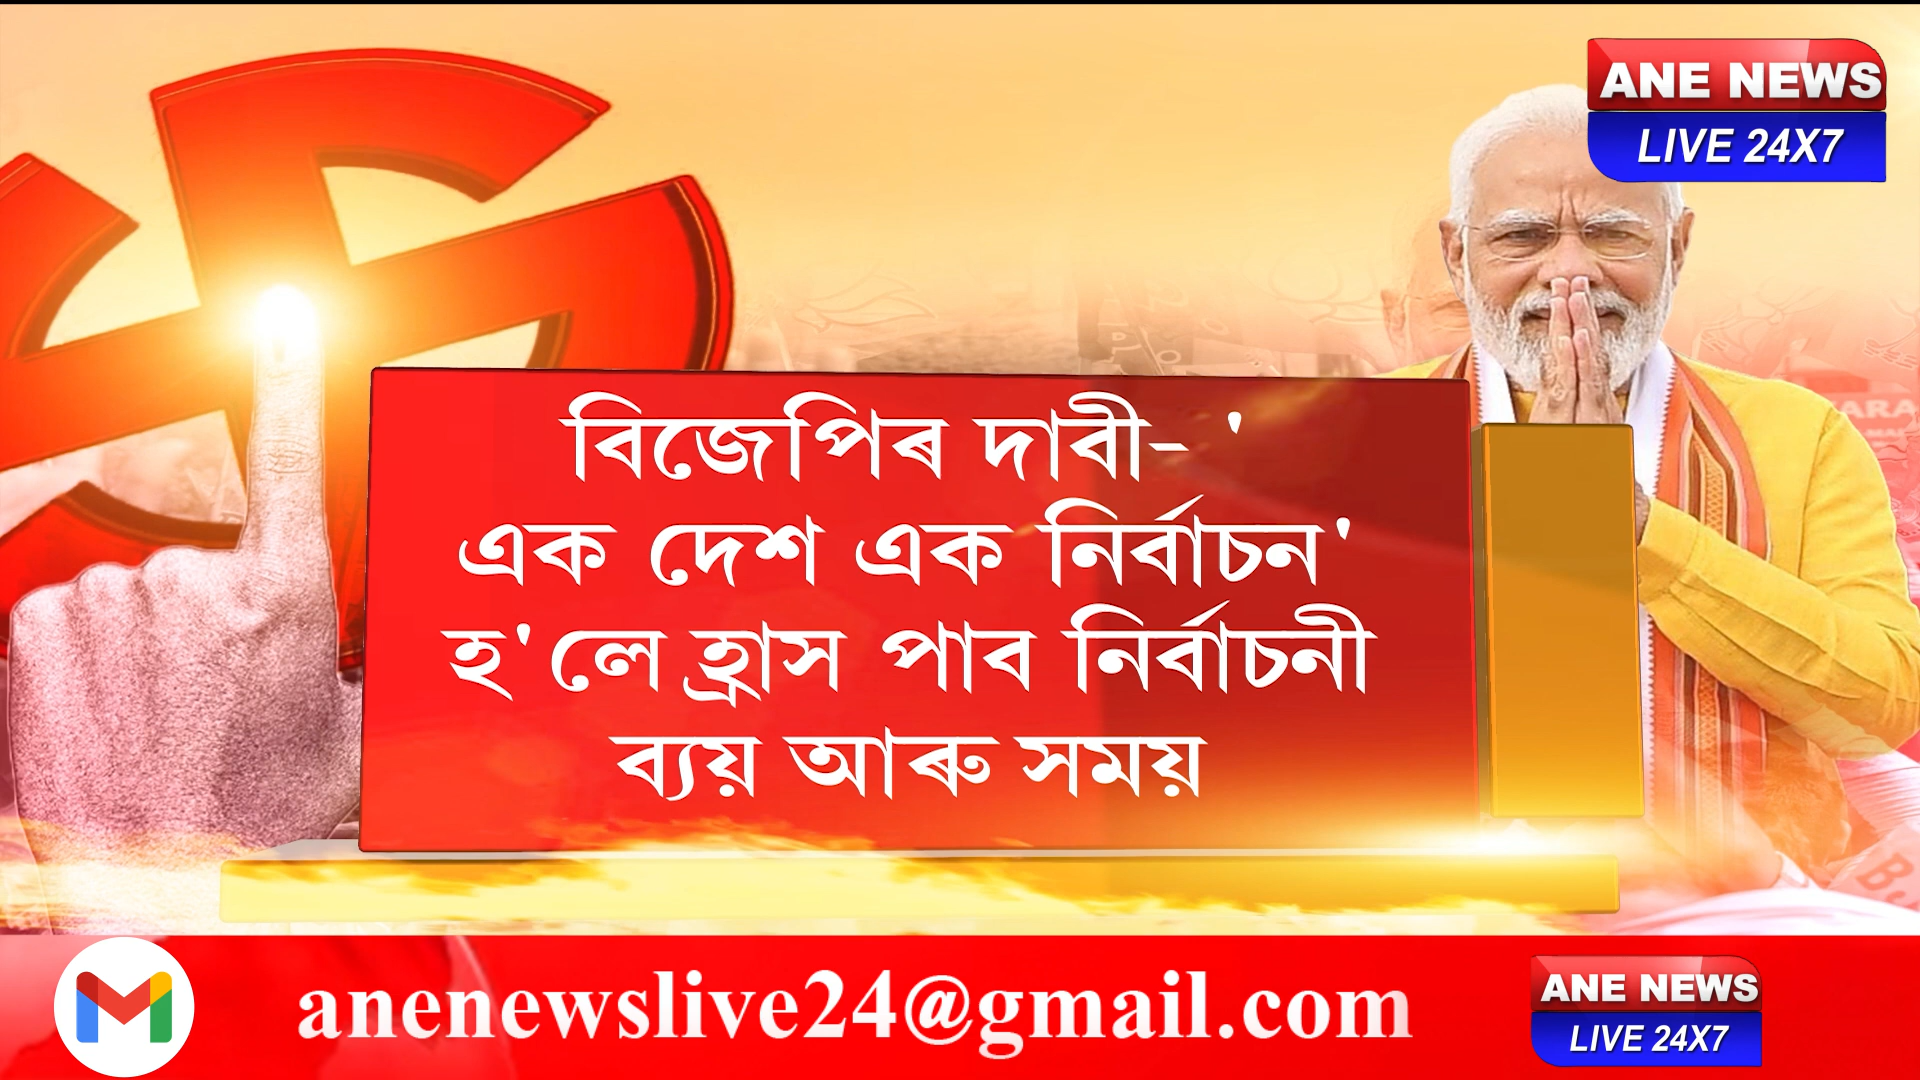 ANE NEWS
LIVE 24X7
বিজেপিৰ দাবী- '
এক দেশ এক নিৰ্বাচন'
হ'লে হ্ৰাস পাব নিৰ্বাচনী
ব্যয় আৰু সময়
anenewslive24@gmail.com
ANE NEWS
LIVE 24X7